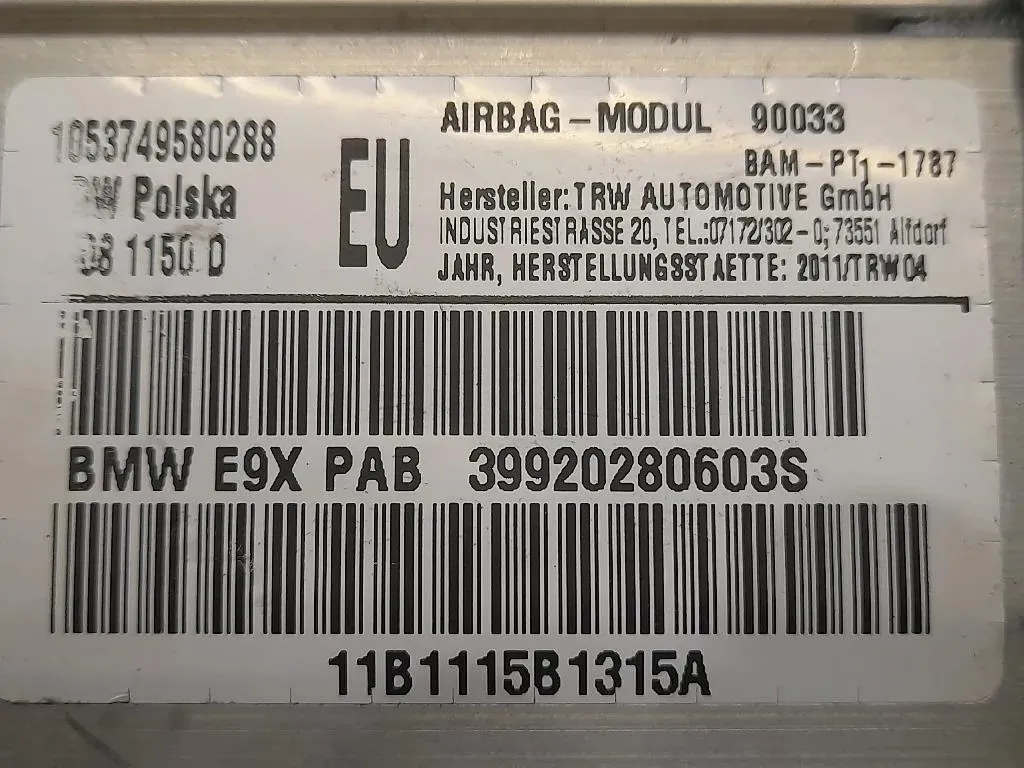 1053749580288
Polska
1150 D
EU
AIRBAG-MODUL 90033
BAM-PT1-1787
Hersteller: TRW AUTOMOTIVE GmbH
INDUSTRIESTRASSE 20, TEL.:07172/302-0; 73551 Alfdorf
JAHR, HERSTELLUNGSSTAETTE: 2011/TRW04
BMW E9X PAB 39920280603S
11B1115B1315A